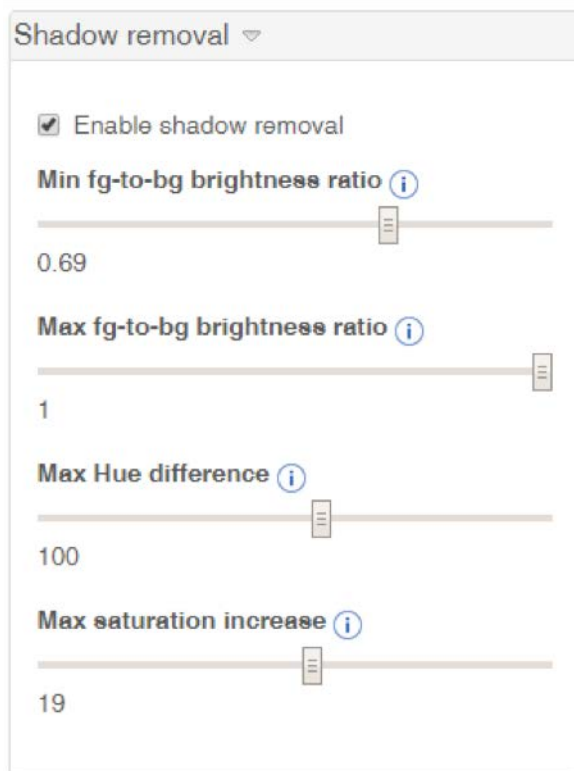 Shadow removal
Enable shadow removal
Min fg-to-bg brightness ratio
0.69
Max fg-to-bg brightness ratio
1
Max Hue difference
100
Max saturation increase
19